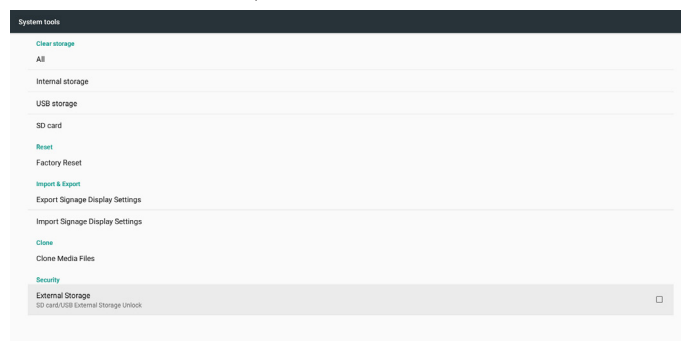 System tools
Clear storage
All
Internal storage
USB storage
SD card
Reset
Factory Reset
Import & Export
Export Signage Display Settings
Import Signage Display Settings
Clone
Clone Media Files
Security
External Storage
SD card/USB External Storage Unlock